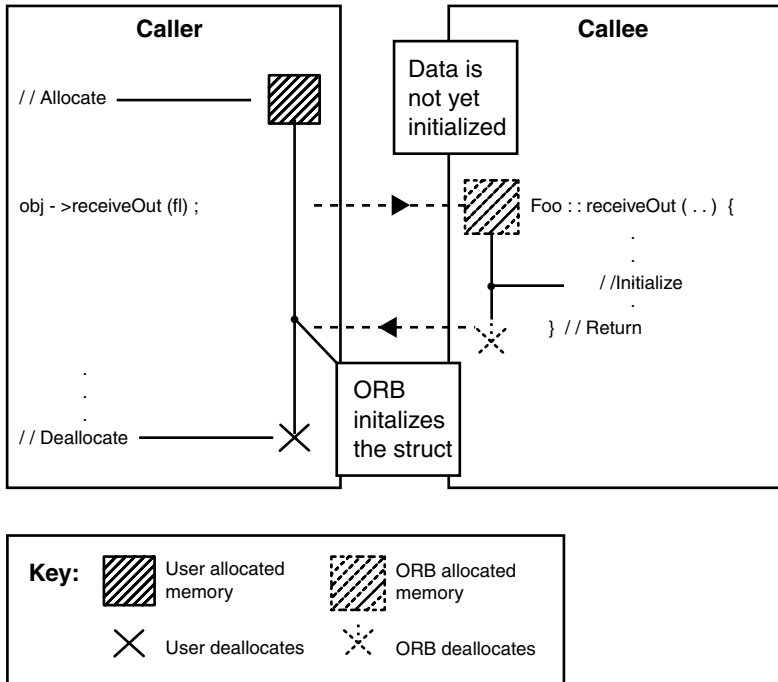 Caller
Callee
Data is
not yet
initialized
// Allocate
obj - >receiveOut (fl) ;
Foo : : receiveOut ( . . ) {
.
.
//Initialize
.
} // Return
ORB
initalizes
the struct
.
.
.
// Deallocate
Key:
User allocated
memory
ORB allocated
memory
User deallocates
ORB deallocates